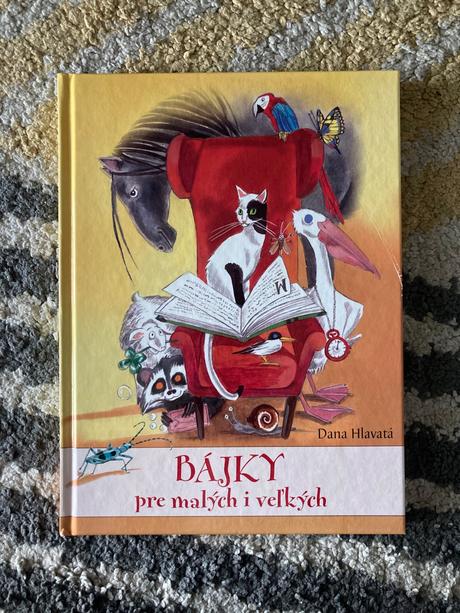 M
Dana Hlavatá
BÁJKY
pre malých i veľkých